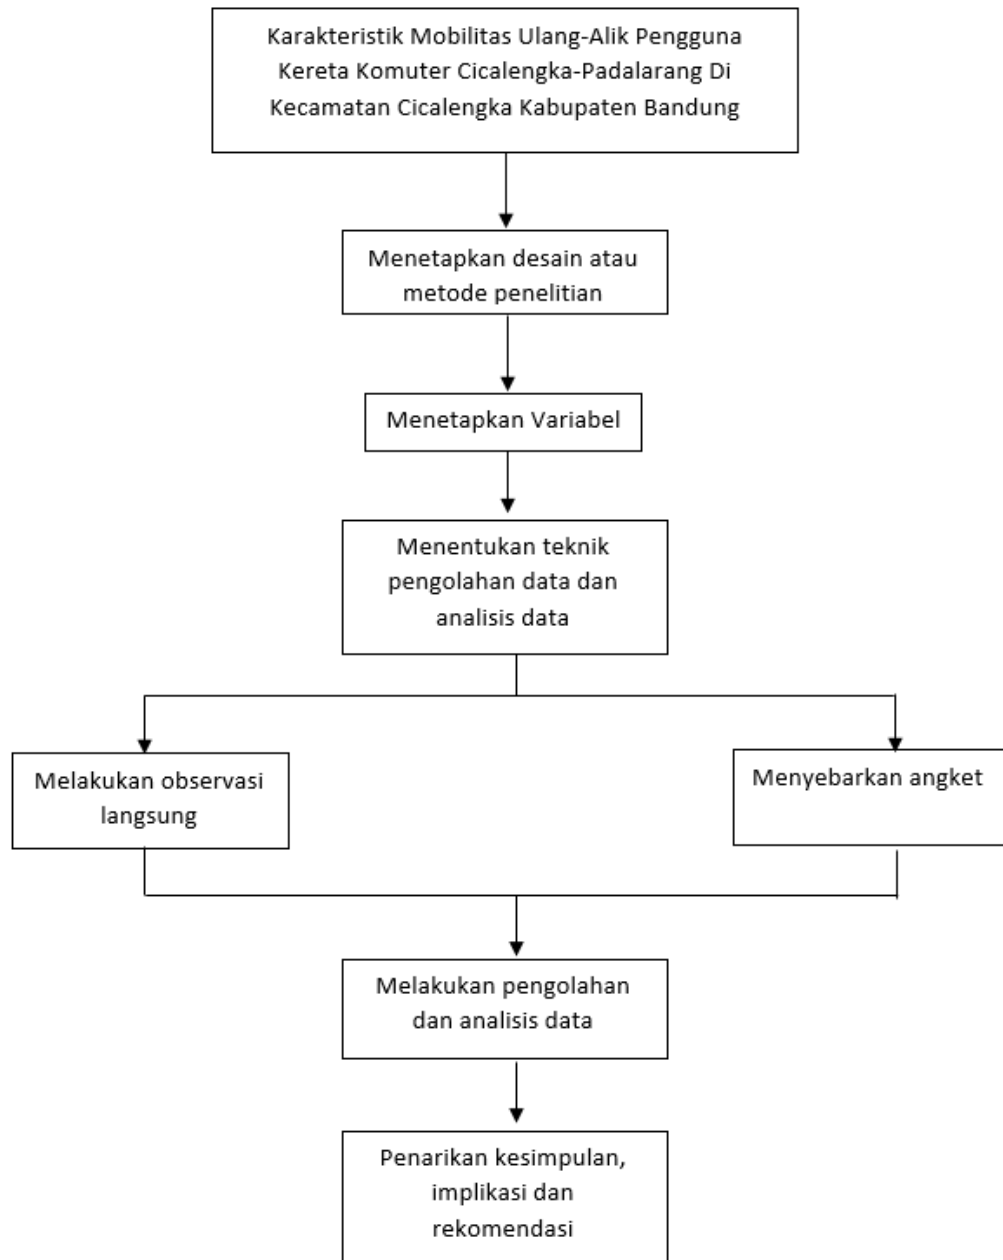 Karakteristik Mobilitas Ulang-Alik Pengguna
Kereta Komuter Cicalengka-Padalarang Di
Kecamatan Cicalengka Kabupaten Bandung
Menetapkan desain atau
metode penelitian
Menetapkan Variabel
Menentukan teknik
pengolahan data dan
analisis data
Melakukan observasi
langsung
Menyebarkan angket
Melakukan pengolahan
dan analisis data
Penarikan kesimpulan,
implikasi dan
rekomendasi